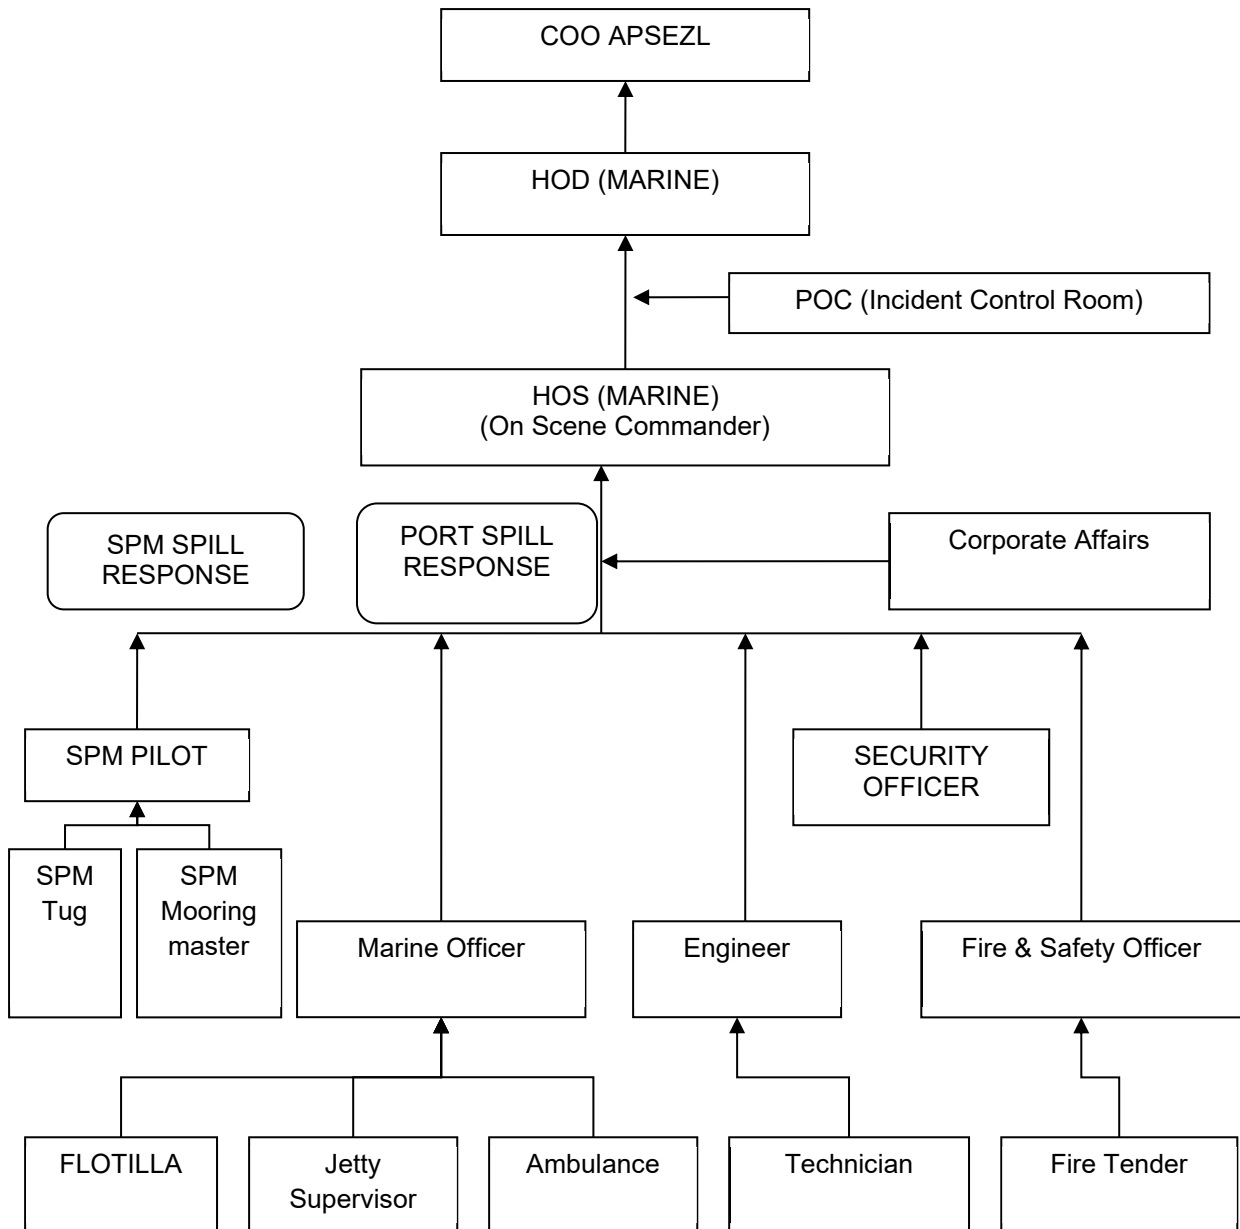 COO APSEZL
HOD (MARINE)
POC (Incident Control Room)
HOS (MARINE)
(On Scene Commander)
SPM SPILL
RESPONSE
PORT SPILL
RESPONSE
Corporate Affairs
SPM PILOT
SECURITY
OFFICER
SPM
Tug
SPM
Mooring
master
Marine Officer
Engineer
Fire & Safety Officer
FLOTILLA
Jetty
Supervisor
Ambulance
Technician
Fire Tender